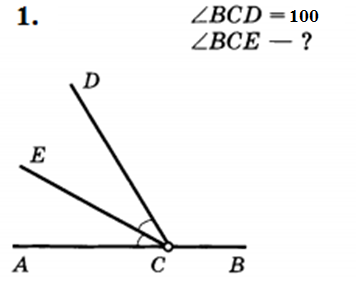 1.
∠BCD = 100
∠BCE — ?
D
E
A
C
B